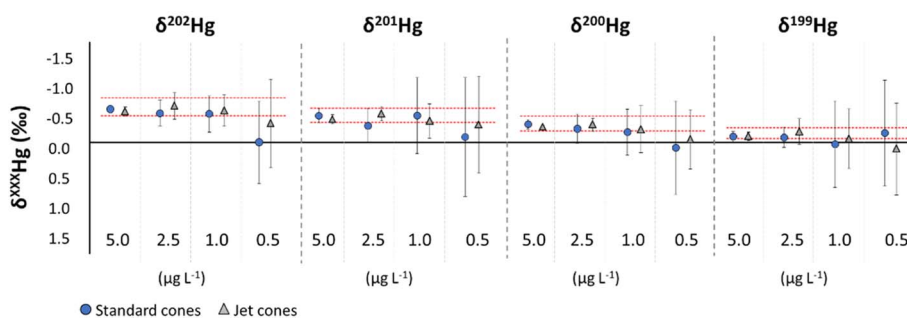 δ²⁰²Hg δ²⁰¹Hg δ²⁰⁰Hg δ¹⁹⁹Hg
δˣˣˣHg (‰)
-1.5
-1.0
-0.5
0.0
0.5
1.0
1.5
5.0 2.5 1.0 0.5 5.0 2.5 1.0 0.5 5.0 2.5 1.0 0.5 5.0 2.5 1.0 0.5
(µg L⁻¹) (µg L⁻¹) (µg L⁻¹) (µg L⁻¹)
Standard cones Jet cones